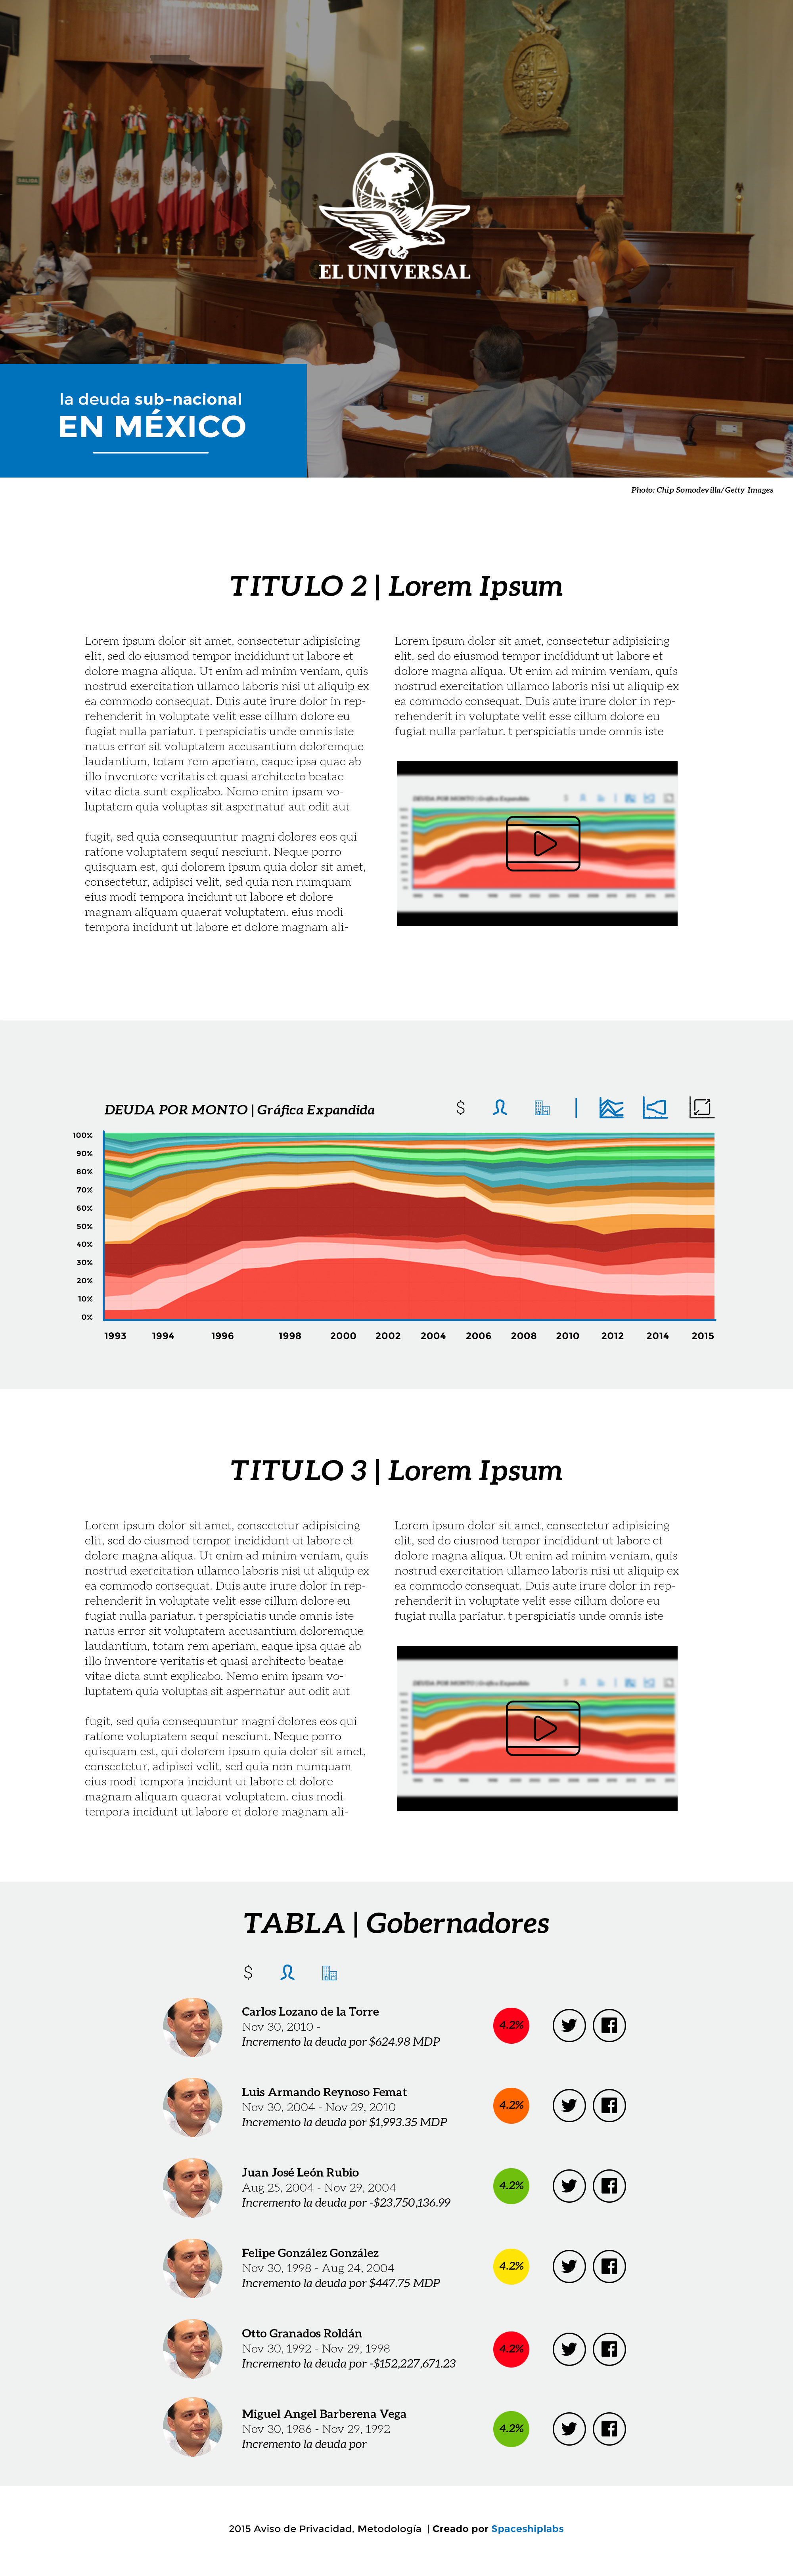 SALIDA
EL UNIVERSAL
la deuda sub-nacional
EN MÉXICO
Photo: Chip Somodevilla/Getty Images
TITULO 2 | Lorem Ipsum
Lorem ipsum dolor sit amet, consectetur adipisicing
elit, sed do eiusmod tempor incididunt ut labore et
dolore magna aliqua. Ut enim ad minim veniam, quis
nostrud exercitation ullamco laboris nisi ut aliquip ex
ea commodo consequat. Duis aute irure dolor in rep-
rehenderit in voluptate velit esse cillum dolore eu
fugiat nulla pariatur. t perspiciatis unde omnis iste
natus error sit voluptatem accusantium doloremque
laudantium, totam rem aperiam, eaque ipsa quae ab
illo inventore veritatis et quasi architecto beatae
vitae dicta sunt explicabo. Nemo enim ipsam vo-
luptatem quia voluptas sit aspernatur aut odit aut
fugit, sed quia consequuntur magni dolores eos qui
ratione voluptatem sequi nesciunt. Neque porro
quisquam est, qui dolorem ipsum quia dolor sit amet,
consectetur, adipisci velit, sed quia non numquam
eius modi tempora incidunt ut labore et dolore
magnam aliquam quaerat voluptatem. eius modi
tempora incidunt ut labore et dolore magnam ali-
Lorem ipsum dolor sit amet, consectetur adipisicing
elit, sed do eiusmod tempor incididunt ut labore et
dolore magna aliqua. Ut enim ad minim veniam, quis
nostrud exercitation ullamco laboris nisi ut aliquip ex
ea commodo consequat. Duis aute irure dolor in rep-
rehenderit in voluptate velit esse cillum dolore eu
fugiat nulla pariatur. t perspiciatis unde omnis iste
DEUDA POR MONTO | Gráfica Expandida
DEUDA POR MONTO | Gráfica Expandida $
100%
90%
80%
70%
60%
50%
40%
30%
20%
10%
0%
1993 1994 1996 1998 2000 2002 2004 2006 2008 2010 2012 2014 2015
TITULO 3 | Lorem Ipsum
Lorem ipsum dolor sit amet, consectetur adipisicing
elit, sed do eiusmod tempor incididunt ut labore et
dolore magna aliqua. Ut enim ad minim veniam, quis
nostrud exercitation ullamco laboris nisi ut aliquip ex
ea commodo consequat. Duis aute irure dolor in rep-
rehenderit in voluptate velit esse cillum dolore eu
fugiat nulla pariatur. t perspiciatis unde omnis iste
natus error sit voluptatem accusantium doloremque
laudantium, totam rem aperiam, eaque ipsa quae ab
illo inventore veritatis et quasi architecto beatae
vitae dicta sunt explicabo. Nemo enim ipsam vo-
luptatem quia voluptas sit aspernatur aut odit aut
fugit, sed quia consequuntur magni dolores eos qui
ratione voluptatem sequi nesciunt. Neque porro
quisquam est, qui dolorem ipsum quia dolor sit amet,
consectetur, adipisci velit, sed quia non numquam
eius modi tempora incidunt ut labore et dolore
magnam aliquam quaerat voluptatem. eius modi
tempora incidunt ut labore et dolore magnam ali-
Lorem ipsum dolor sit amet, consectetur adipisicing
elit, sed do eiusmod tempor incididunt ut labore et
dolore magna aliqua. Ut enim ad minim veniam, quis
nostrud exercitation ullamco laboris nisi ut aliquip ex
ea commodo consequat. Duis aute irure dolor in rep-
rehenderit in voluptate velit esse cillum dolore eu
fugiat nulla pariatur. t perspiciatis unde omnis iste
DEUDA POR MONTO | Gráfica Expandida
TABLA | Gobernadores
$
Carlos Lozano de la Torre
Nov 30, 2010 -
Incremento la deuda por $624.98 MDP
4.2%
Luis Armando Reynoso Femat
Nov 30, 2004 - Nov 29, 2010
Incremento la deuda por $1,993.35 MDP
4.2%
Juan José León Rubio
Aug 25, 2004 - Nov 29, 2004
Incremento la deuda por -$23,750,136.99
4.2%
Felipe González González
Nov 30, 1998 - Aug 24, 2004
Incremento la deuda por $447.75 MDP
4.2%
Otto Granados Roldán
Nov 30, 1992 - Nov 29, 1998
Incremento la deuda por -$152,227,671.23
4.2%
Miguel Angel Barberena Vega
Nov 30, 1986 - Nov 29, 1992
Incremento la deuda por
4.2%
2015 Aviso de Privacidad, Metodología | Creado por Spaceshiplabs